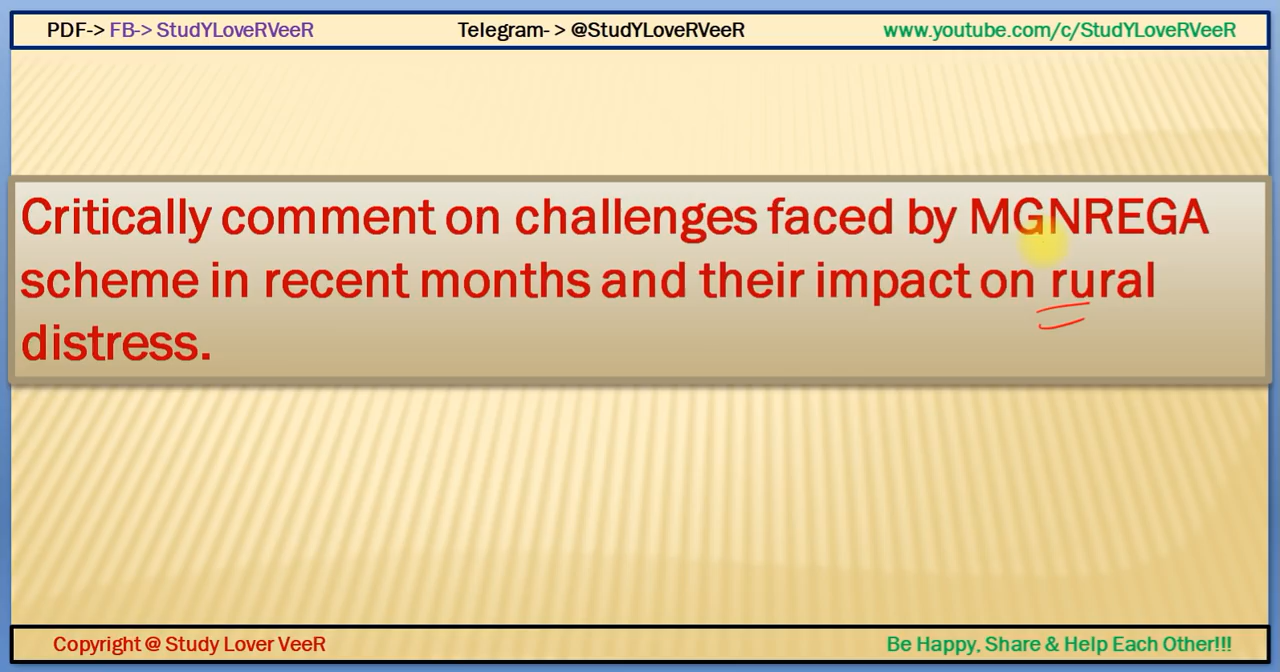 PDF-> FB-> StudYLoveRVeeR Telegram- > @StudYLoveRVeeR www.youtube.com/c/StudYLoveRVeeR
Critically comment on challenges faced by MGNREGA
scheme in recent months and their impact on rural
distress.
Copyright @ Study Lover VeeR Be Happy, Share & Help Each Other!!!